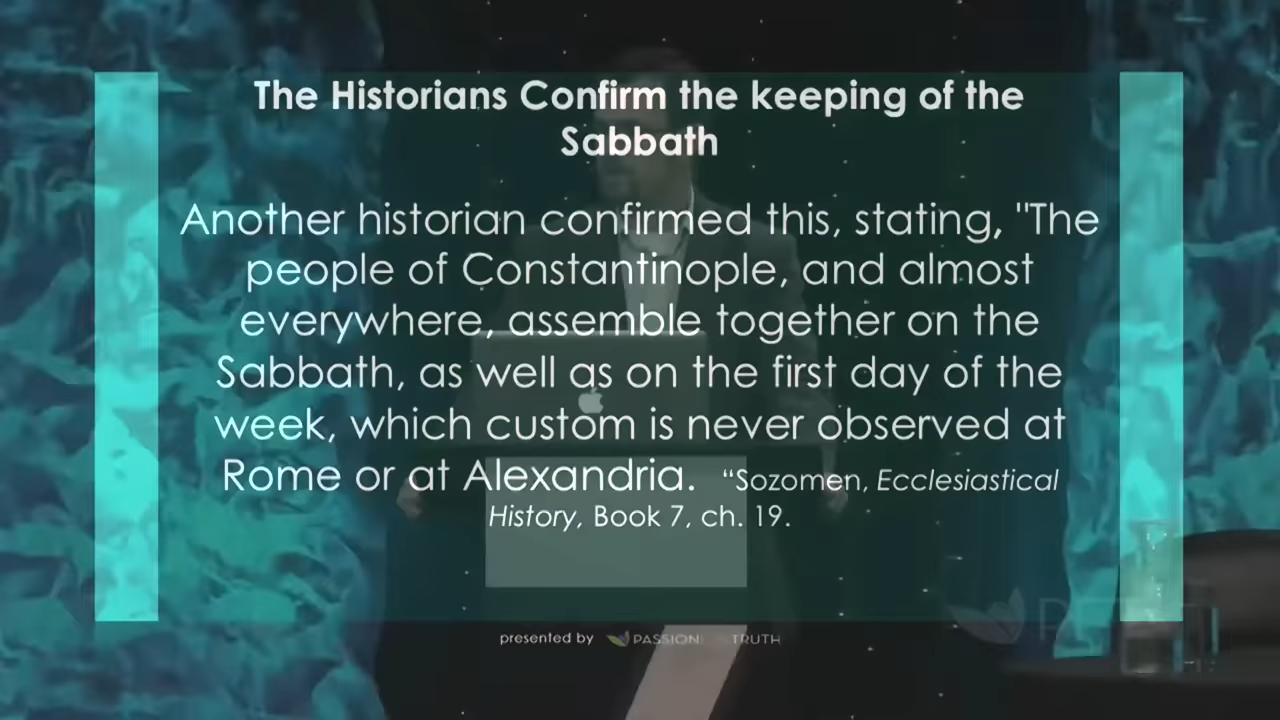 The Historians Confirm the keeping of the
Sabbath
Another historian confirmed this, stating, "The
people of Constantinople, and almost
everywhere, assemble together on the
Sabbath, as well as on the first day of the
week, which custom is never observed at
Rome or at Alexandria. “Sozomen, Ecclesiastical
History, Book 7, ch. 19.
presented by PASSION TRUTH